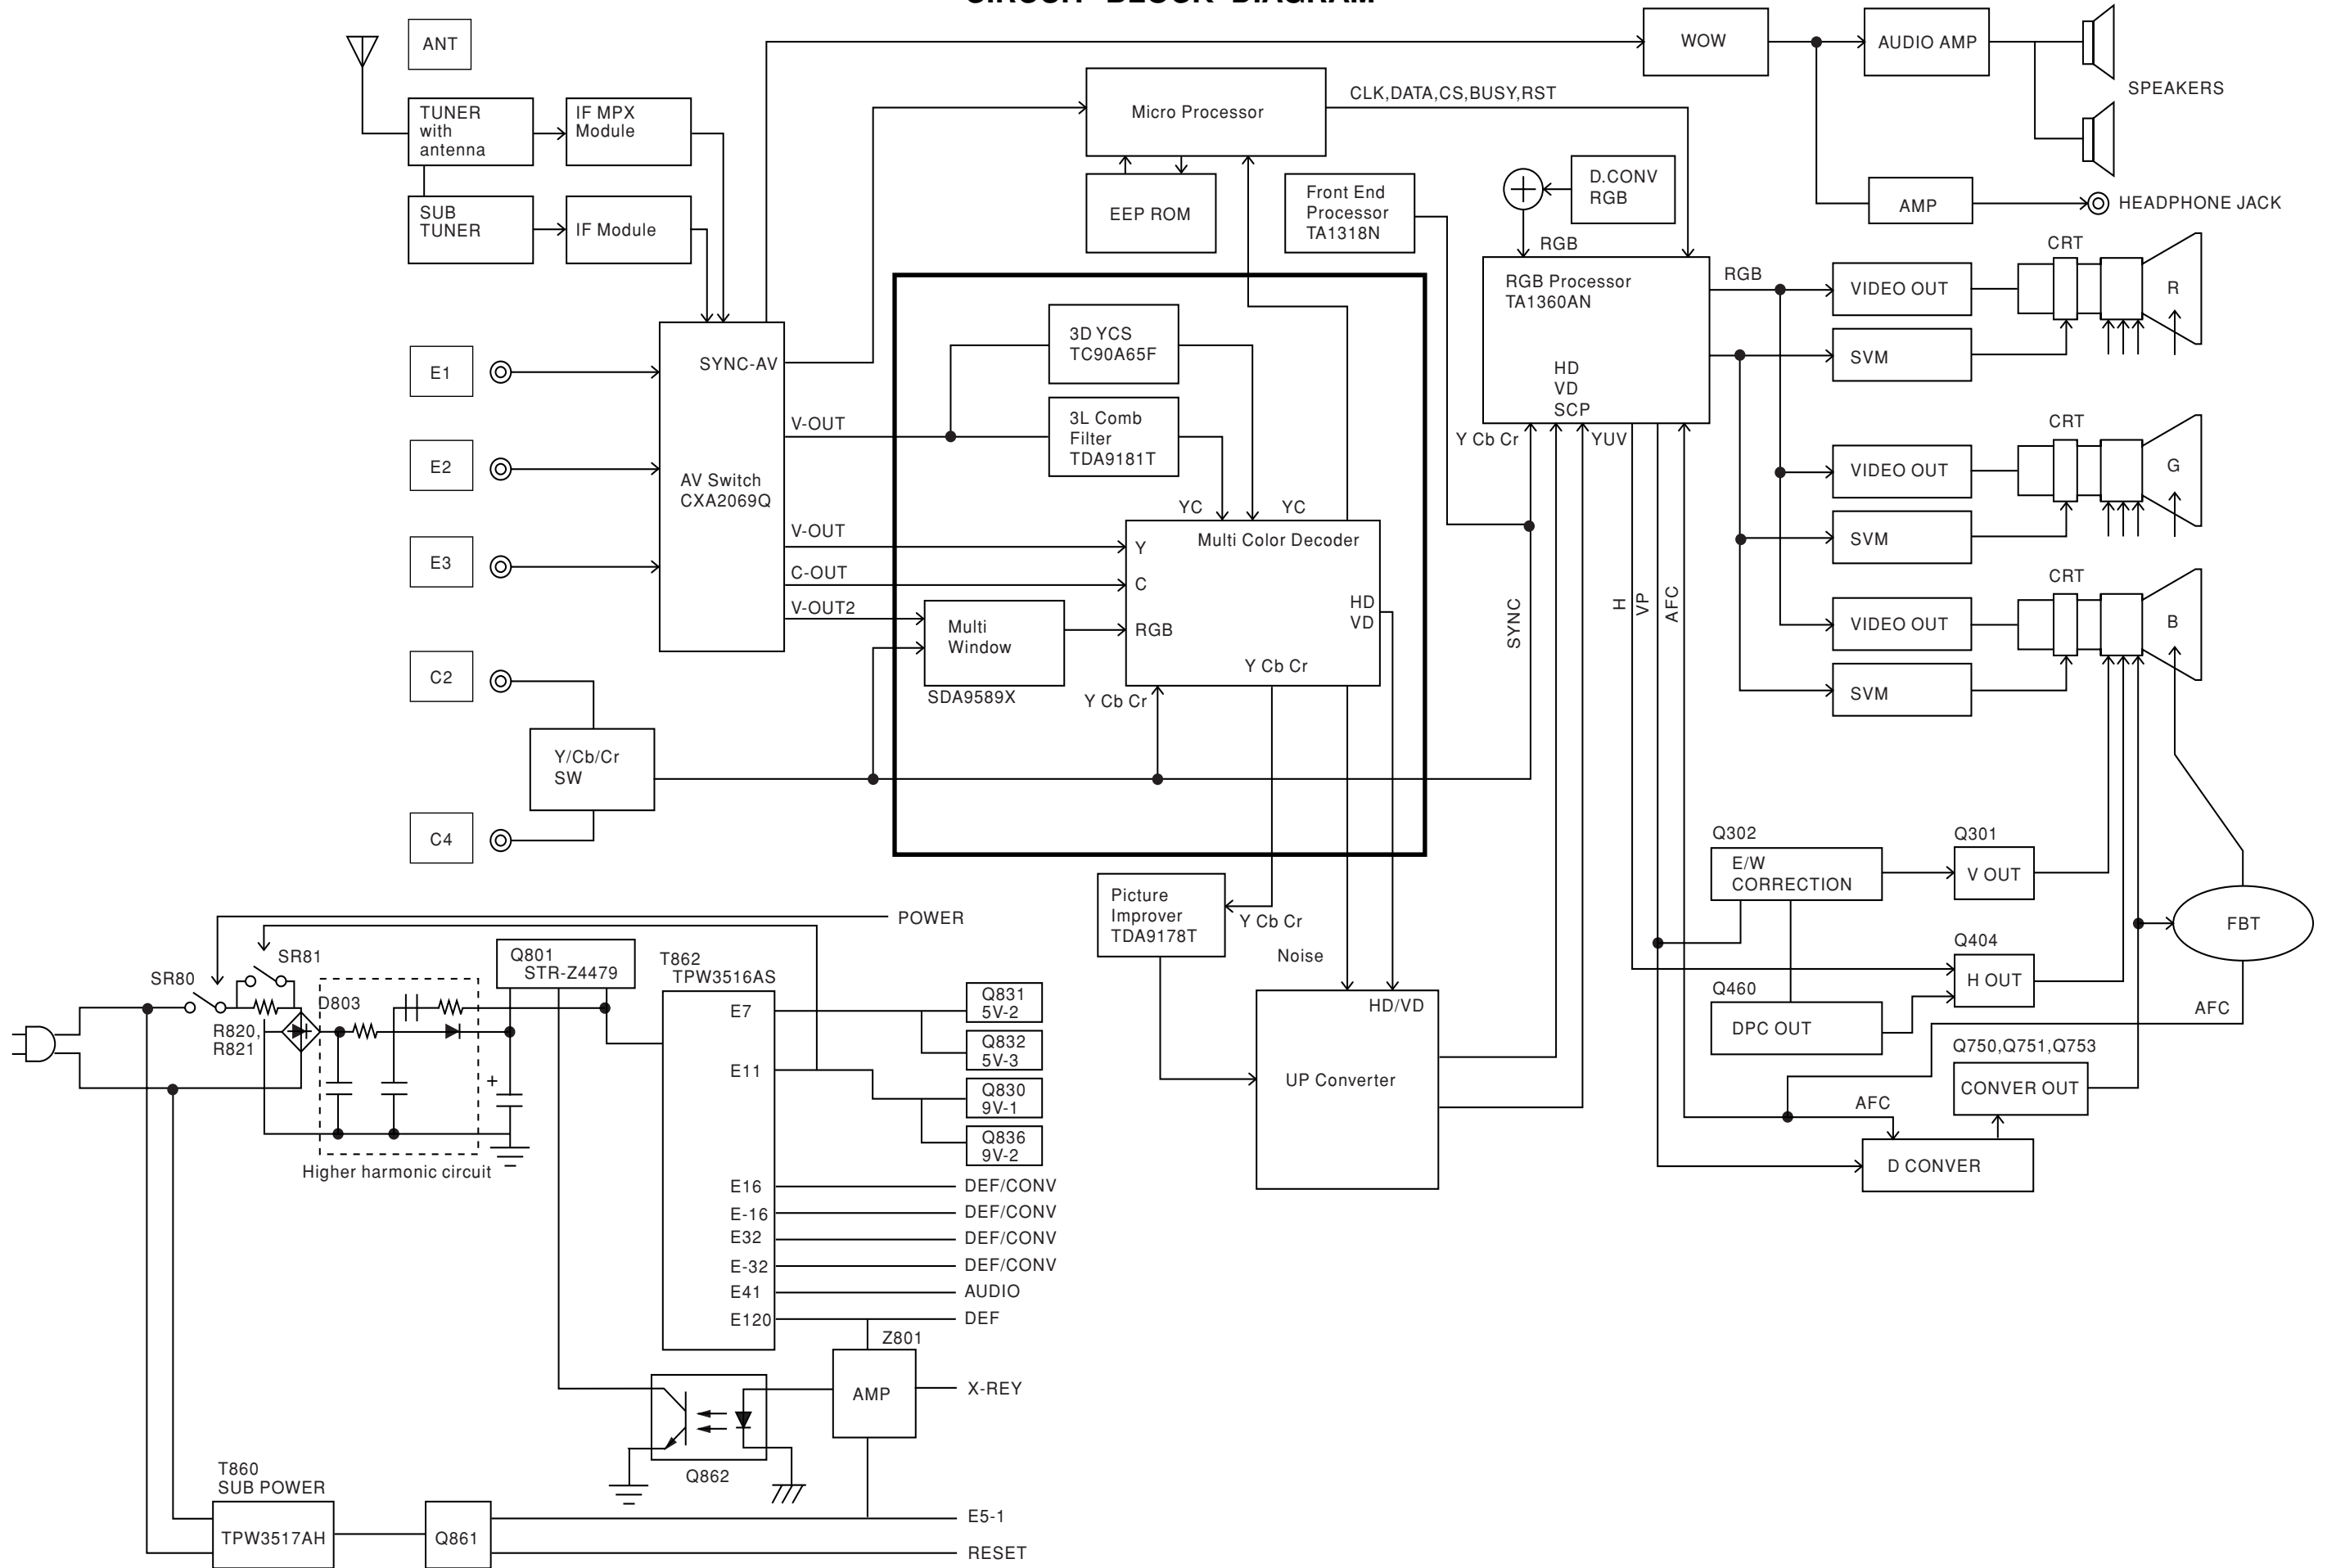 CIRCUIT BLOCK DIAGRAM
ANT
TUNER
with
antenna
IF MPX
Module
SUB
TUNER
IF Module
E1
E2
E3
C2
C4
Y/Cb/Cr
SW
SYNC-AV
AV Switch
CXA2069Q
V-OUT
V-OUT
C-OUT
V-OUT2
Micro Processor
CLK,DATA,CS,BUSY,RST
EEP ROM
Front End
Processor
TA1318N
3D YCS
TC90A65F
3L Comb
Filter
TDA9181T
YC
YC
Multi Color Decoder
Y
C
RGB
HD
VD
Y Cb Cr
Multi
Window
SDA9589X
Y Cb Cr
WOW
AUDIO AMP
SPEAKERS
AMP
HEADPHONE JACK
D.CONV
RGB
RGB
RGB Processor
TA1360AN
HD
VD
SCP
RGB
Y Cb Cr
YUV
SYNC
H
VP
AFC
VIDEO OUT
SVM
CRT
R
VIDEO OUT
SVM
CRT
G
VIDEO OUT
SVM
CRT
B
Q302
E/W
CORRECTION
Q301
V OUT
FBT
Q404
H OUT
Q460
DPC OUT
AFC
Q750,Q751,Q753
CONVER OUT
AFC
D CONVER
Picture
Improver
TDA9178T
Y Cb Cr
Noise
HD/VD
UP Converter
POWER
SR81
SR80
D803
R820,
R821
+
Higher harmonic circuit
Q801
STR-Z4479
T862
TPW3516AS
E7
E11
E16
E-16
E32
E-32
E41
E120
Q831
5V-2
Q832
5V-3
Q830
9V-1
Q836
9V-2
DEF/CONV
DEF/CONV
DEF/CONV
DEF/CONV
AUDIO
DEF
Z801
AMP
X-REY
Q862
T860
SUB POWER
TPW3517AH
Q861
E5-1
RESET